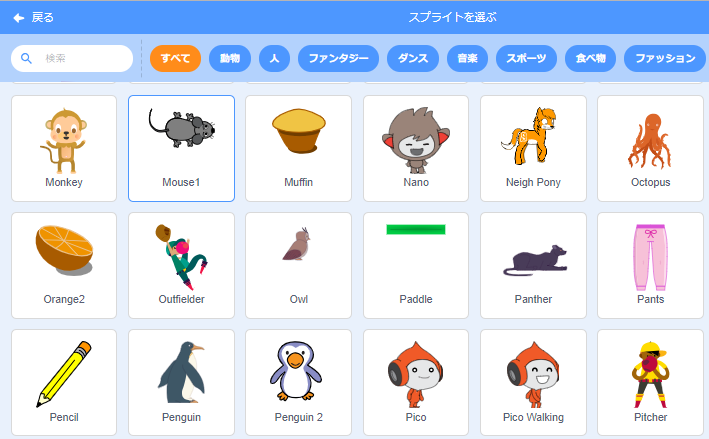 戻る スプライトを選ぶ
検索 すべて 動物 人 ファンタジー ダンス 音楽 スポーツ 食べ物 ファッション
Monkey Mouse1 Muffin Nano Neigh Pony Octopus
Orange2 Outfielder Owl Paddle Panther Pants
Pencil Penguin Penguin 2 Pico Pico Walking Pitcher